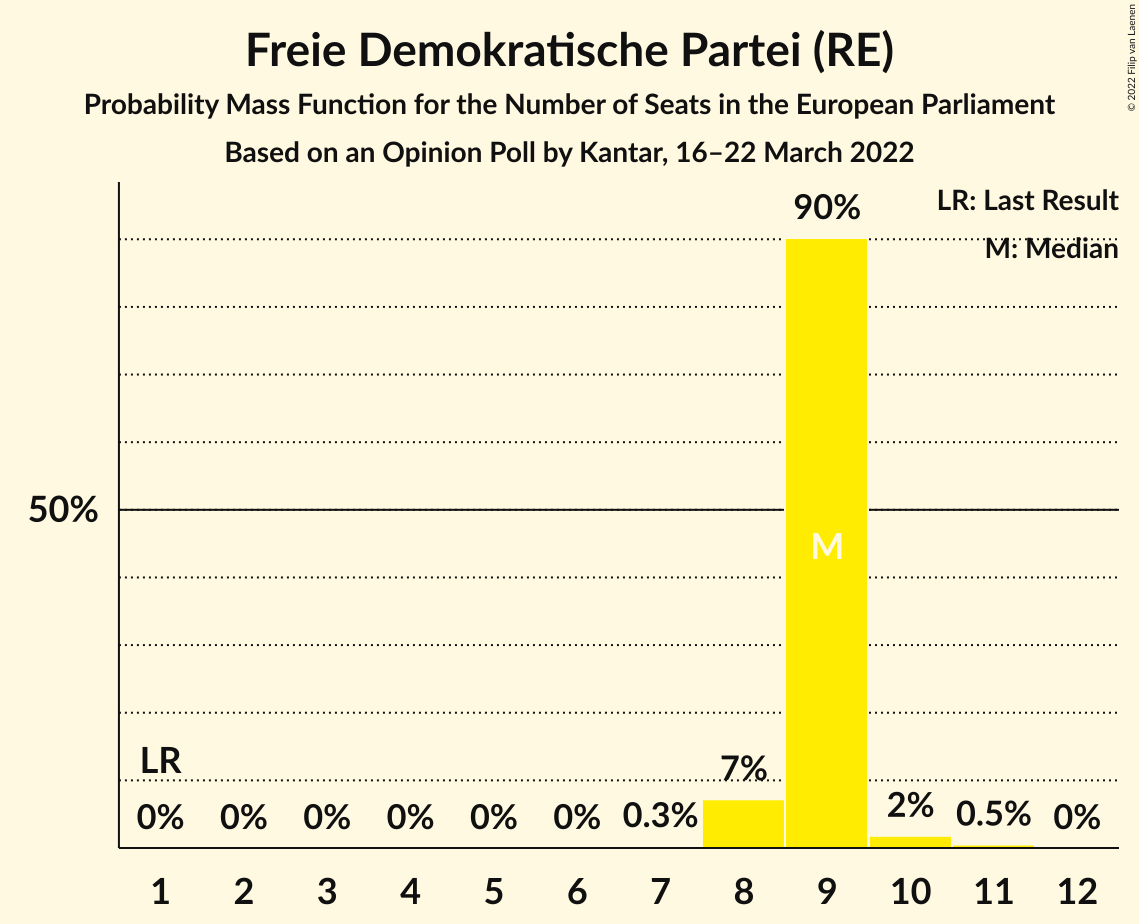 Freie Demokratische Partei (RE)
Probability Mass Function for the Number of Seats in the European Parliament
Based on an Opinion Poll by Kantar, 16–22 March 2022
© 2022 Filip van Laenen
LR: Last Result
M: Median
90%
50%
M
LR
0% 0% 0% 0% 0% 0% 0.3% 7% 2% 0.5% 0%
1 2 3 4 5 6 7 8 9 10 11 12